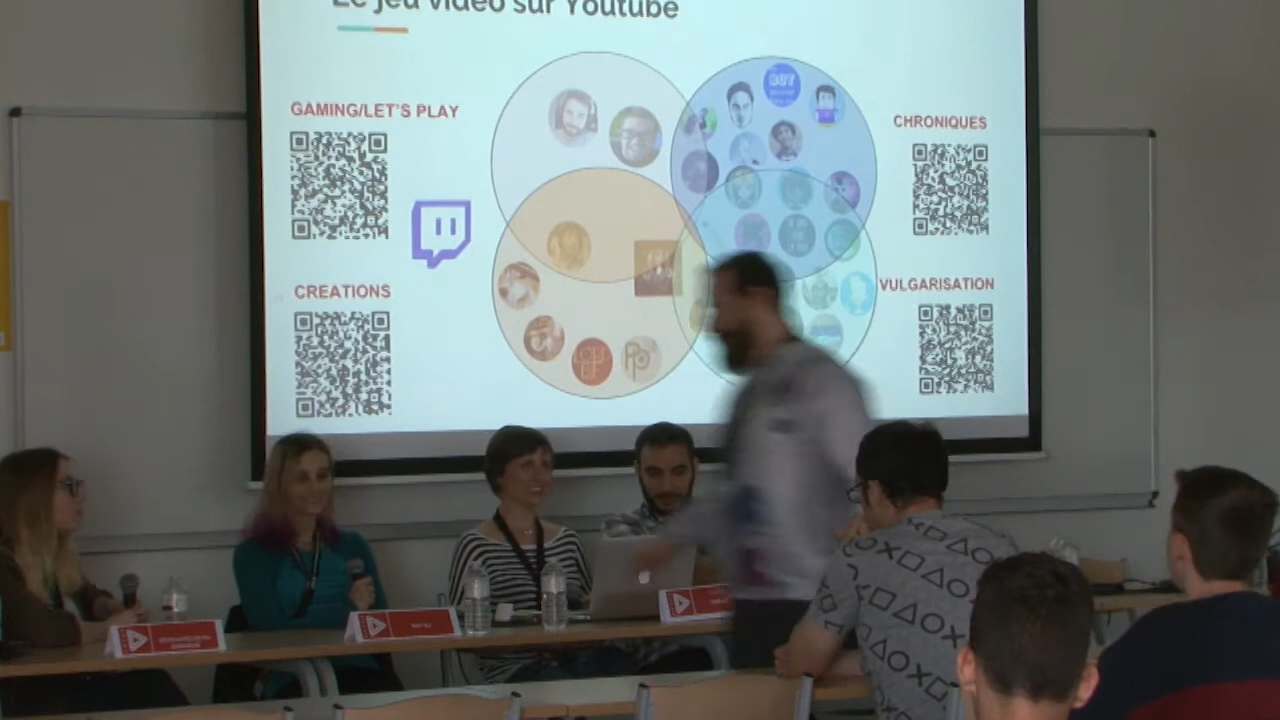 Le jeu vidéo sur Youtube
GAMING/LET'S PLAY
CHRONIQUES
CREATIONS
VULGARISATION